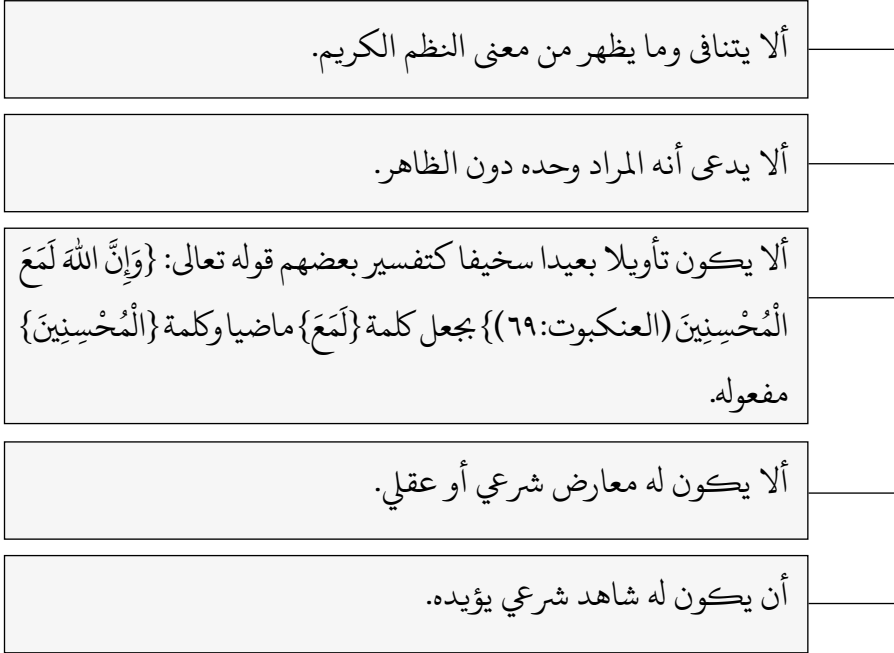 ألا يتنافى وما يظهر من معنى النظم الكريم.
ألا يدعى أنه المراد وحده دون الظاهر.
ألا يكون تأويلا بعيدا سخيفا كتفسير بعضهم قوله تعالى: {وَإِنَّ اللّٰهَ لَمَعَ
الْمُحْسِنِينَ (العنكبوت:٦٩)} بجعل كلمة {لَمَعَ} ماضيا وكلمة {الْمُحْسِنِينَ}
مفعوله.
ألا يكون له معارض شرعي أو عقلي.
أن يكون له شاهد شرعي يؤيده.